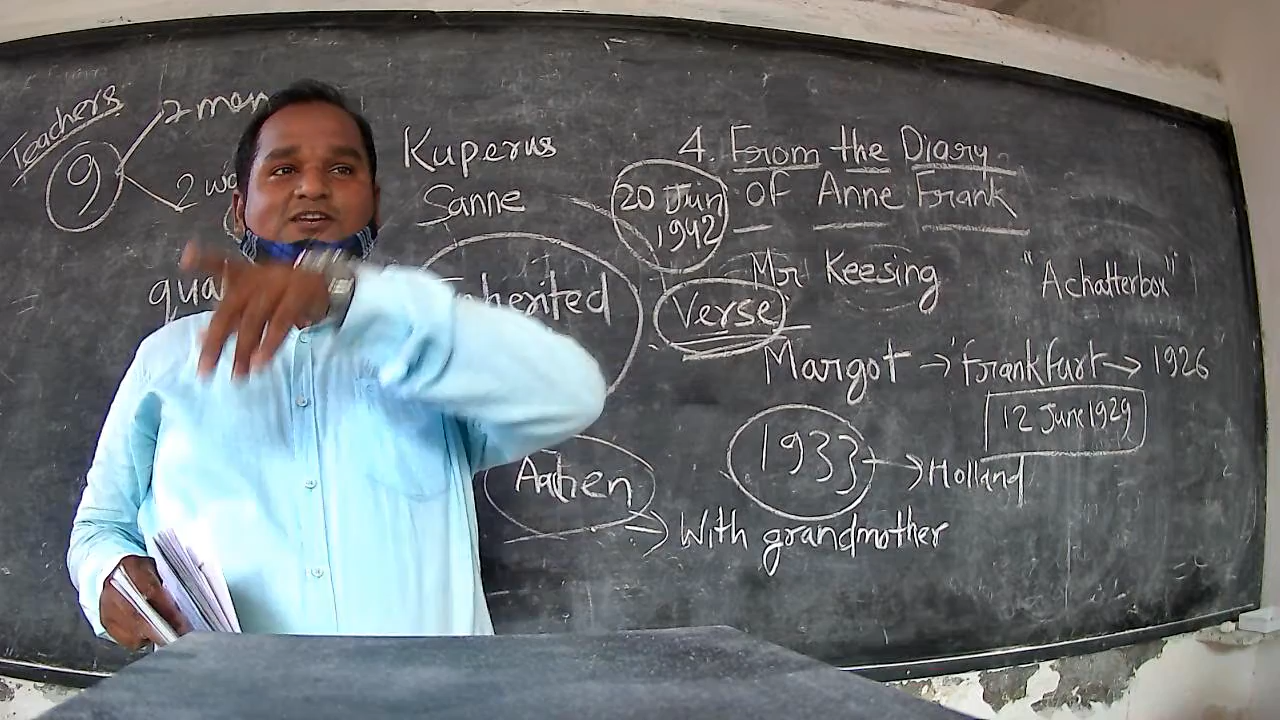 Teachers
9
2 men
2 wo
qua
Kuperus
Sanne
Inherited
Aachen
With grandmother
4. From the Diary
of Anne Frank
20 Jun
1942
Mr Keesing
"A chatterbox"
Verse
Margot → Frankfurt → 1926
12 June 1929
1933 → Holland